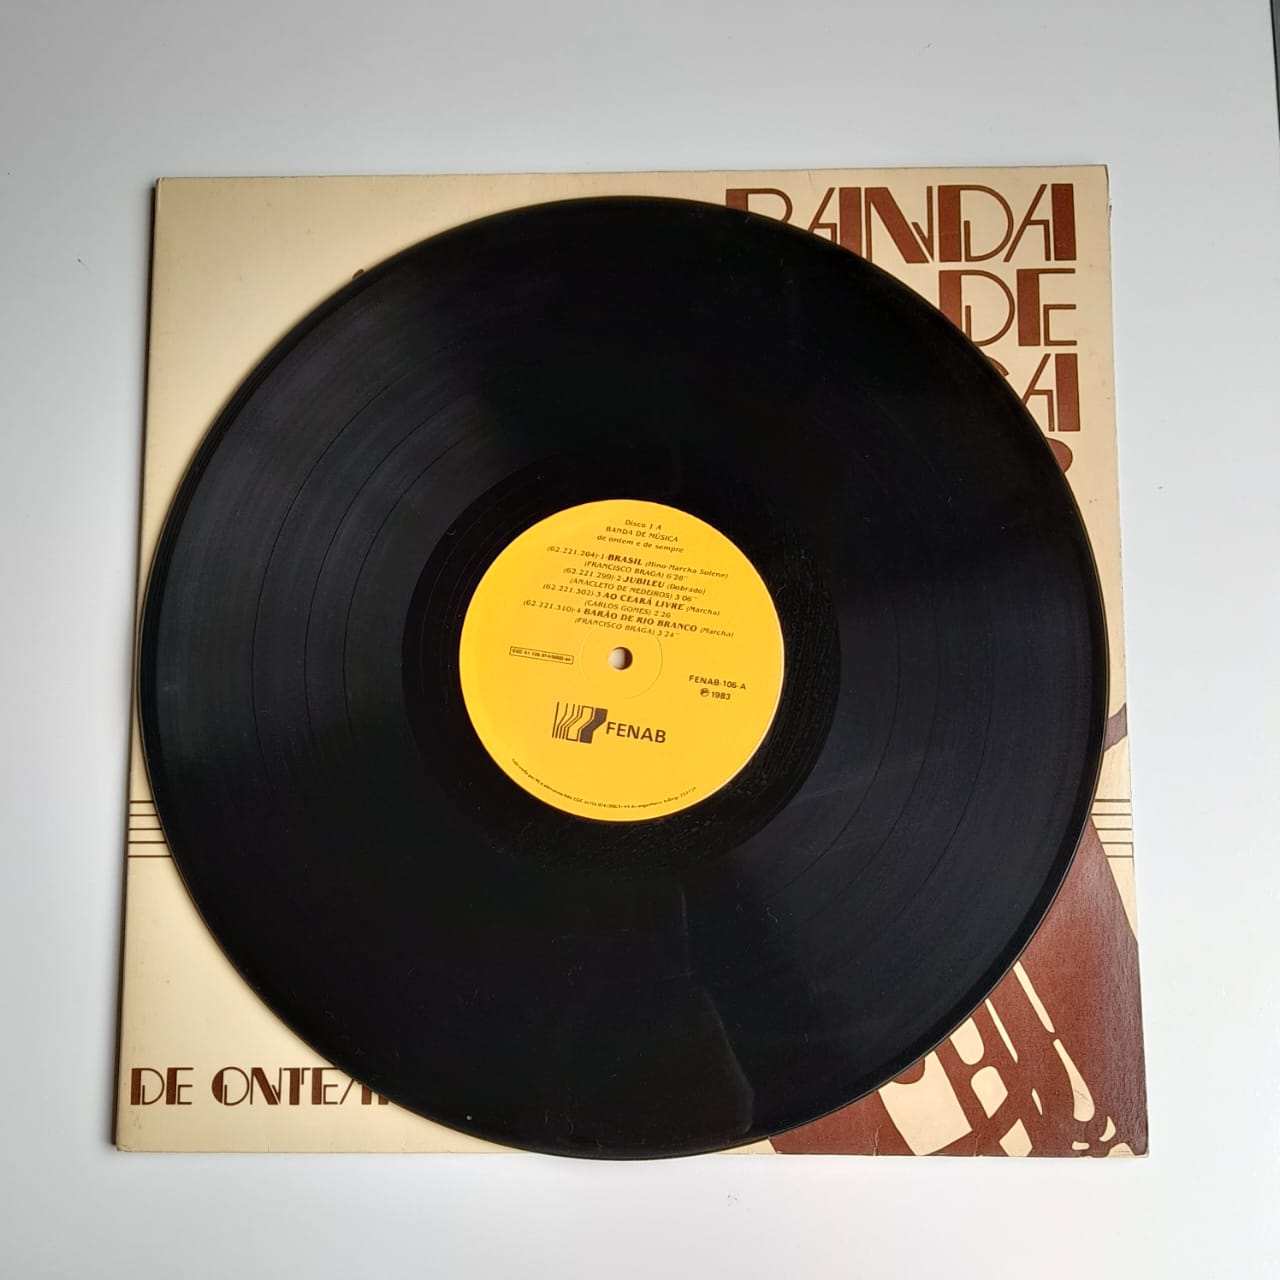 BANDA
DE
DE ONTEM
Disco 1 A
BANDA DE MÚSICA
de ontem e de sempre
(62.221.264)-1-BRASIL (Hino-Marcha Solene)
(FRANCISCO BRAGA) 6'28"
(62.221.299)-2-JUBILEU (Dobrado)
(ANACLETO DE MEDEIROS) 3'06"
(62.221.302)-3 AO CEARÁ LIVRE (Marcha)
(CARLOS GOMES) 2'26
(62.221.310)-4-BARÃO DE RIO BRANCO (Marcha)
(FRANCISCO BRAGA) 3'24"
FENAB-106-A
℗ 1983
FENAB